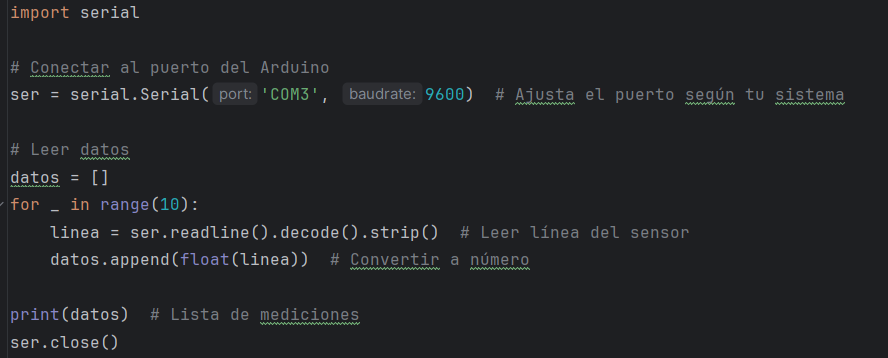 import serial
# Conectar al puerto del Arduino
ser = serial.Serial( port: 'COM3', baudrate: 9600)  # Ajusta el puerto según tu sistema
# Leer datos
datos = []
for _ in range(10):
    linea = ser.readline().decode().strip()  # Leer línea del sensor
    datos.append(float(linea))  # Convertir a número
print(datos)  # Lista de mediciones
ser.close()